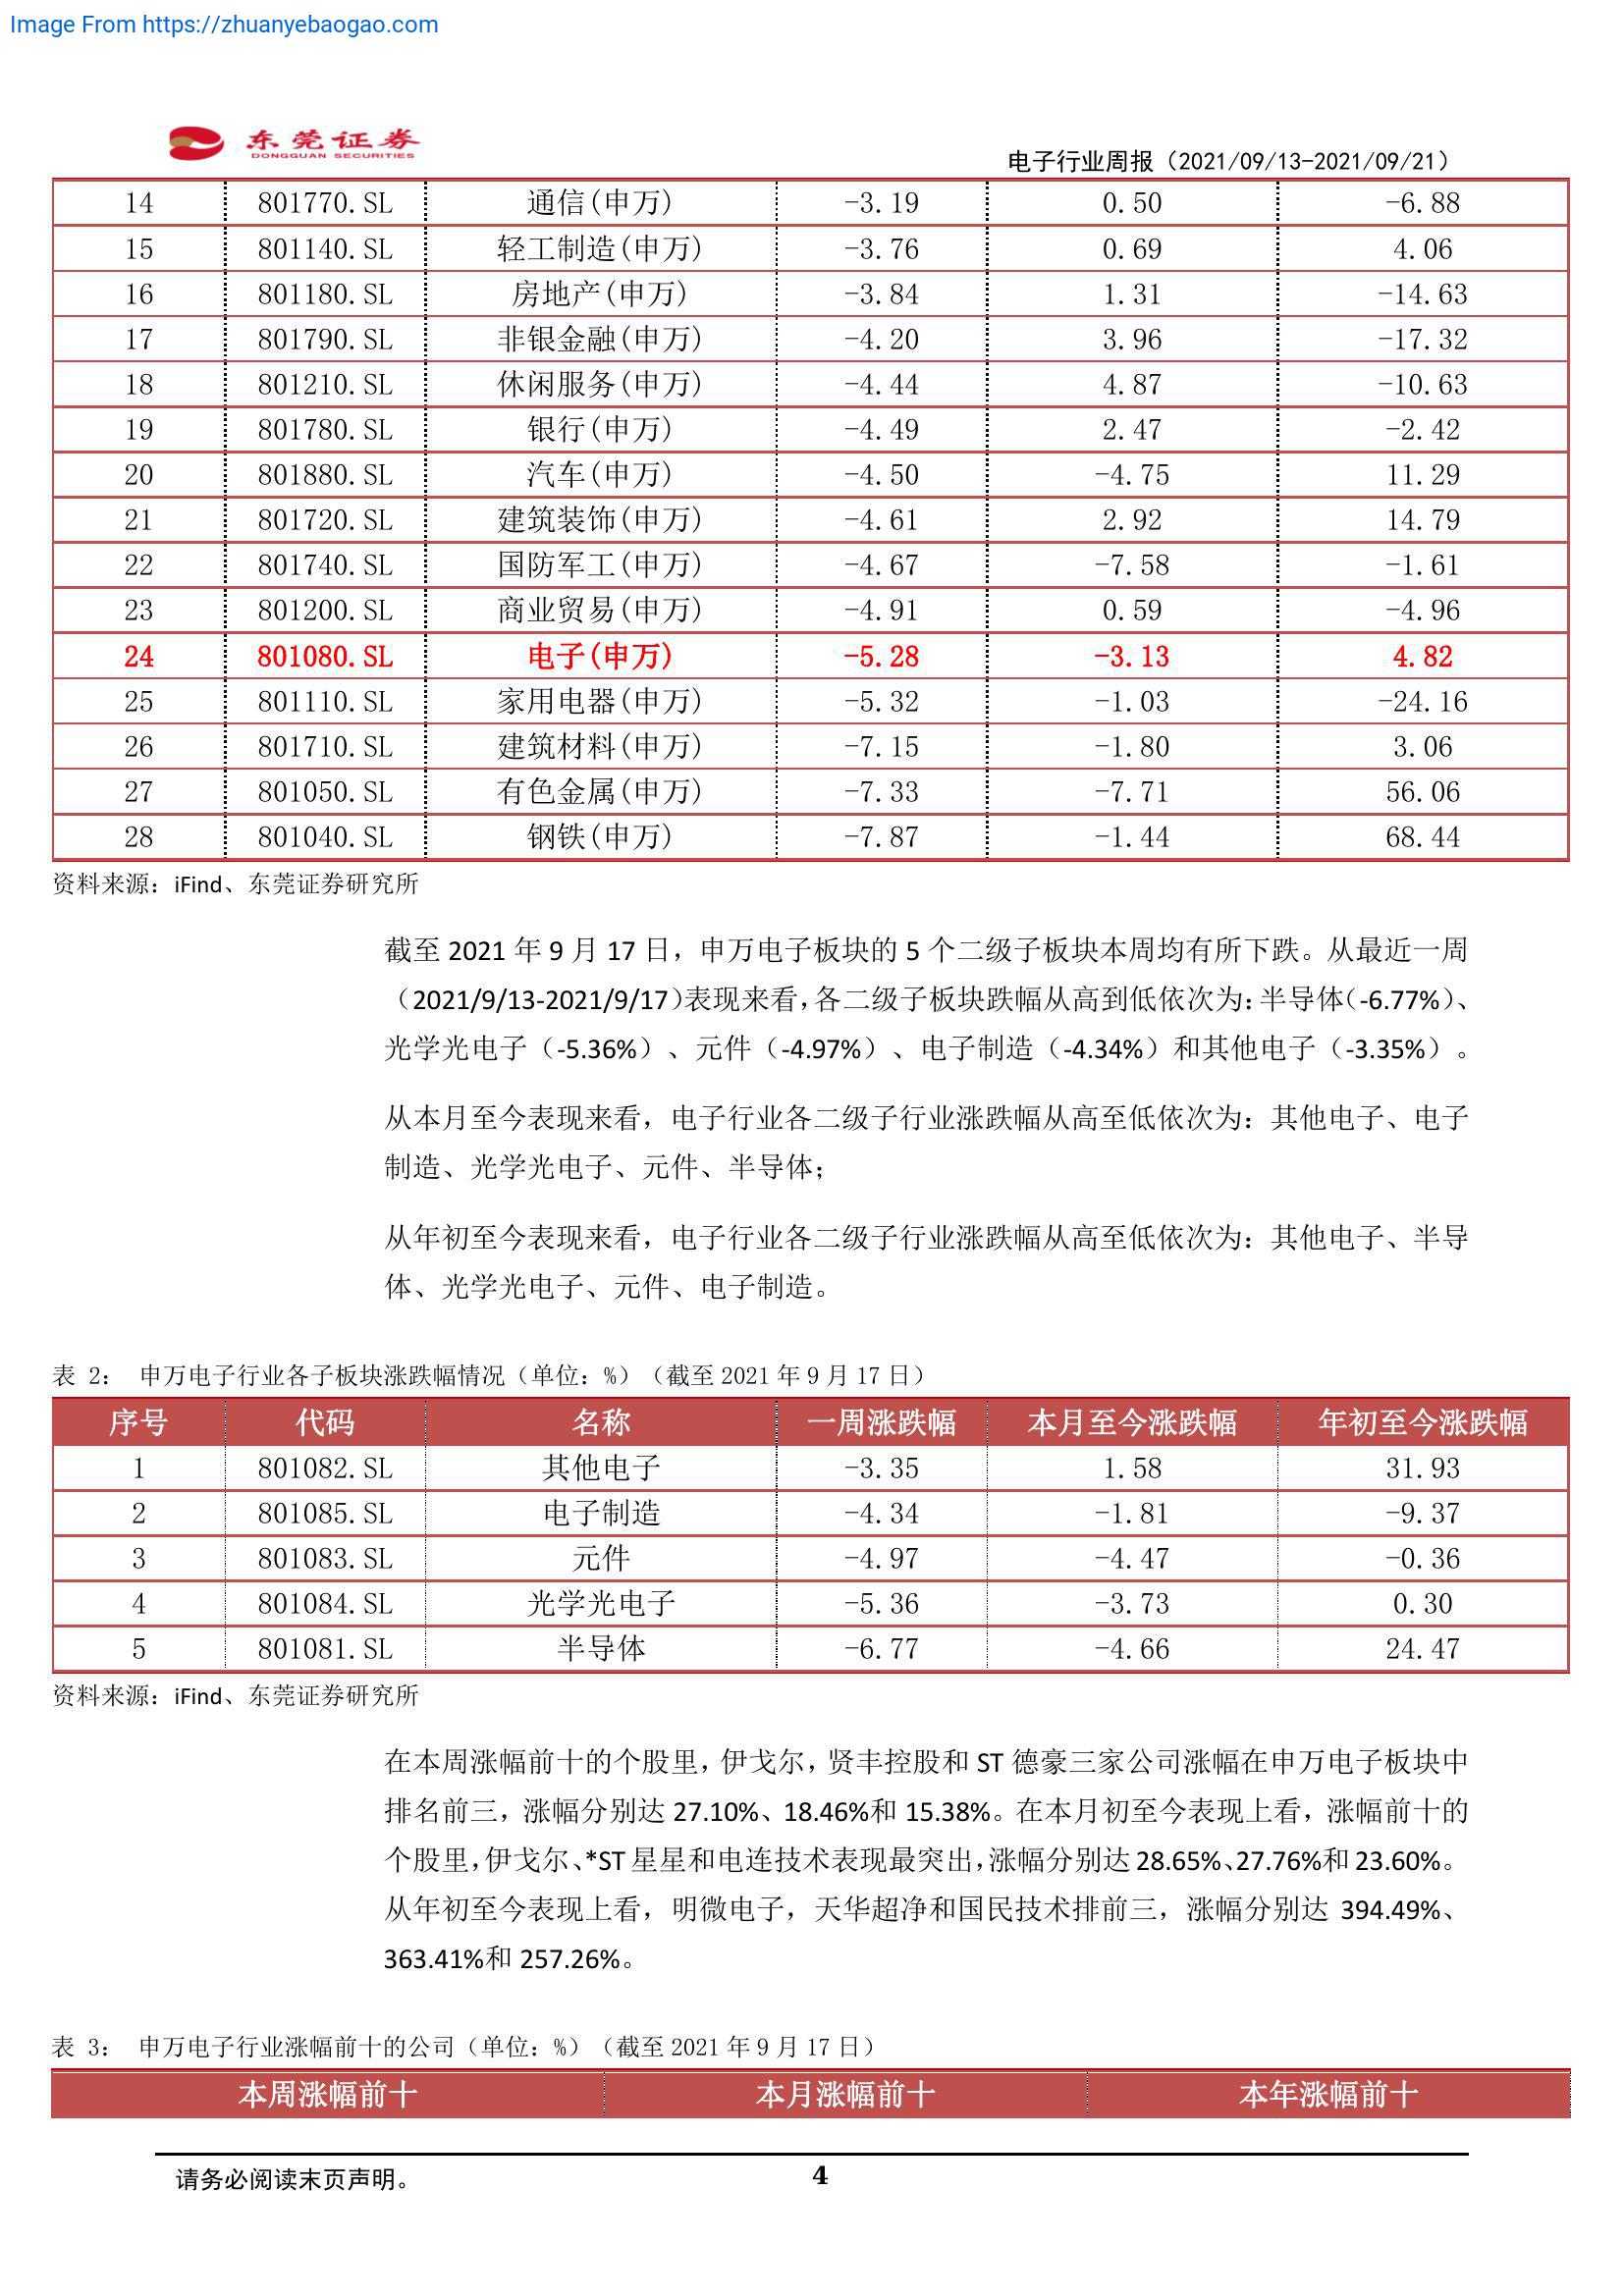 Image From https://zhuanyebaogao.com
东莞证券
DONGGUAN SECURITIES
电子行业周报（2021/09/13-2021/09/21）
14 801770.SL 通信(申万) -3.19 0.50 -6.88
15 801140.SL 轻工制造(申万) -3.76 0.69 4.06
16 801180.SL 房地产(申万) -3.84 1.31 -14.63
17 801790.SL 非银金融(申万) -4.20 3.96 -17.32
18 801210.SL 休闲服务(申万) -4.44 4.87 -10.63
19 801780.SL 银行(申万) -4.49 2.47 -2.42
20 801880.SL 汽车(申万) -4.50 -4.75 11.29
21 801720.SL 建筑装饰(申万) -4.61 2.92 14.79
22 801740.SL 国防军工(申万) -4.67 -7.58 -1.61
23 801200.SL 商业贸易(申万) -4.91 0.59 -4.96
24 801080.SL 电子(申万) -5.28 -3.13 4.82
25 801110.SL 家用电器(申万) -5.32 -1.03 -24.16
26 801710.SL 建筑材料(申万) -7.15 -1.80 3.06
27 801050.SL 有色金属(申万) -7.33 -7.71 56.06
28 801040.SL 钢铁(申万) -7.87 -1.44 68.44
资料来源：iFind、东莞证券研究所
截至 2021 年 9 月 17 日，申万电子板块的 5 个二级子板块本周均有所下跌。从最近一周
（2021/9/13-2021/9/17）表现来看，各二级子板块跌幅从高到低依次为：半导体（-6.77%）、
光学光电子（-5.36%）、元件（-4.97%）、电子制造（-4.34%）和其他电子（-3.35%）。
从本月至今表现来看，电子行业各二级子行业涨跌幅从高至低依次为：其他电子、电子
制造、光学光电子、元件、半导体；
从年初至今表现来看，电子行业各二级子行业涨跌幅从高至低依次为：其他电子、半导
体、光学光电子、元件、电子制造。
表 2： 申万电子行业各子板块涨跌幅情况（单位：%）（截至 2021 年 9 月 17 日）
序号 代码 名称 一周涨跌幅 本月至今涨跌幅 年初至今涨跌幅
1 801082.SL 其他电子 -3.35 1.58 31.93
2 801085.SL 电子制造 -4.34 -1.81 -9.37
3 801083.SL 元件 -4.97 -4.47 -0.36
4 801084.SL 光学光电子 -5.36 -3.73 0.30
5 801081.SL 半导体 -6.77 -4.66 24.47
资料来源：iFind、东莞证券研究所
在本周涨幅前十的个股里，伊戈尔，贤丰控股和 ST 德豪三家公司涨幅在申万电子板块中
排名前三，涨幅分别达 27.10%、18.46%和 15.38%。在本月初至今表现上看，涨幅前十的
个股里，伊戈尔、*ST 星星和电连技术表现最突出，涨幅分别达 28.65%、27.76%和 23.60%。
从年初至今表现上看，明微电子，天华超净和国民技术排前三，涨幅分别达 394.49%、
363.41%和 257.26%。
表 3： 申万电子行业涨幅前十的公司（单位：%）（截至 2021 年 9 月 17 日）
本周涨幅前十 本月涨幅前十 本年涨幅前十
请务必阅读末页声明。 4